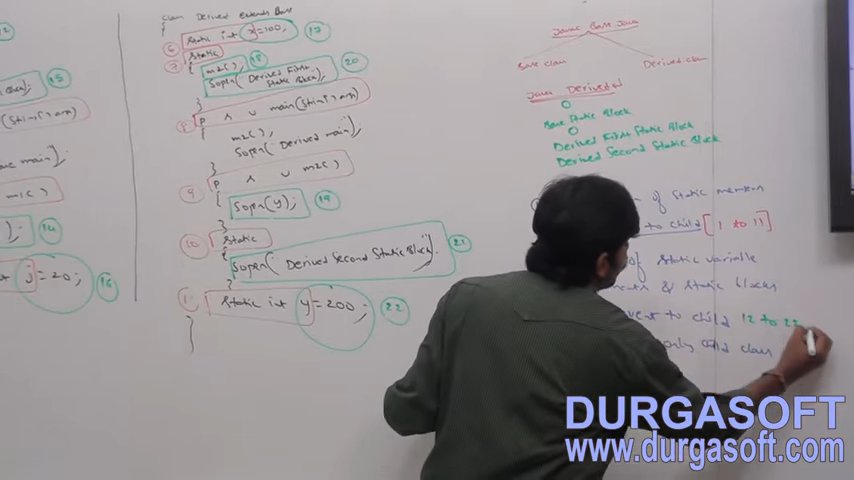 12
15
main
m1( )
14
= 20;
16
class Derived extends Base
{
6 static int x=100; 17
7 static
{ m2( ); 18
Sopln("Derived First Static Block"); 20
}
8 P s v main(String[] args)
{
m2( );
Sopln("Derived main");
}
9 P s v m2( )
{
Sopln(y); 19
}
10 static
{
Sopln("Derived Second Static Block"); 21
}
11 static int y=200; 22
}
Javac Base.java
Base.class
Derived.class
Java Derived
0
Base Static Block
0
Derived First Static Block
Derived Second Static Block
of static members
to child [1 to 11]
of static variable
& static blocks
to child 12 to 22
only child class
DURGASOFT
www.durgasoft.com